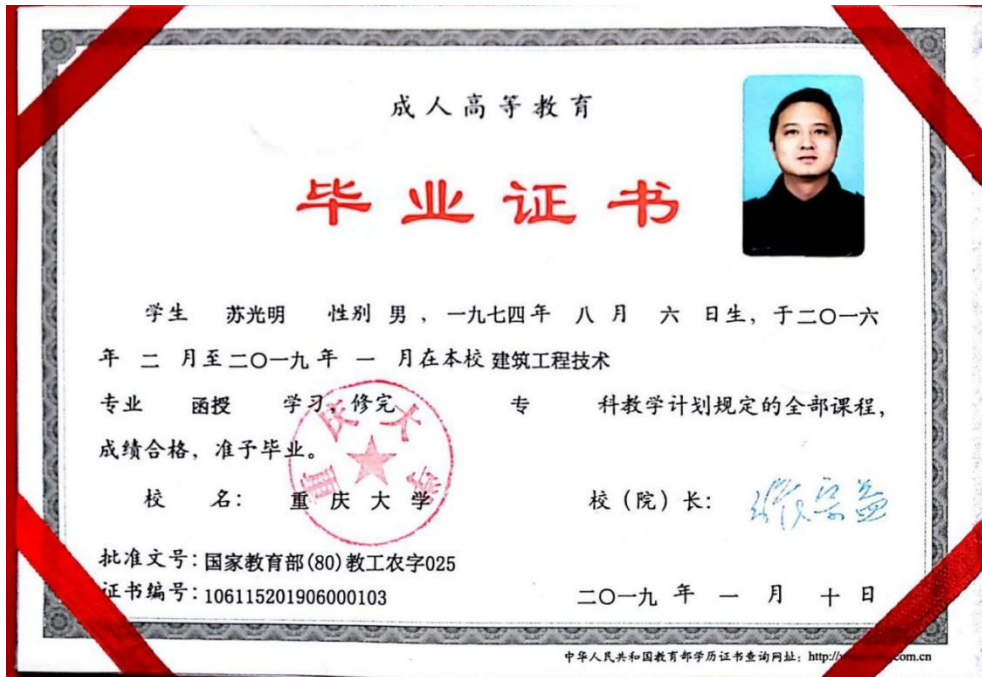 成人高等教育
毕业证书
学生 苏光明 性别 男 ，一九七四年 八 月 六 日生，于二〇一六
年 二 月至二〇一九 年 一 月在本校 建筑工程技术
专业 函授 学习，修完 专 科教学计划规定的全部课程，
成绩合格，准予毕业。
校 名： 重 庆 大 学
校（院）长：
重庆大学
批准文号：国家教育部(80)教工农字025
证书编号：106115201906000103
二〇一九 年 一 月 十 日
中华人民共和国教育部学历证书查询网址：http://
com.cn